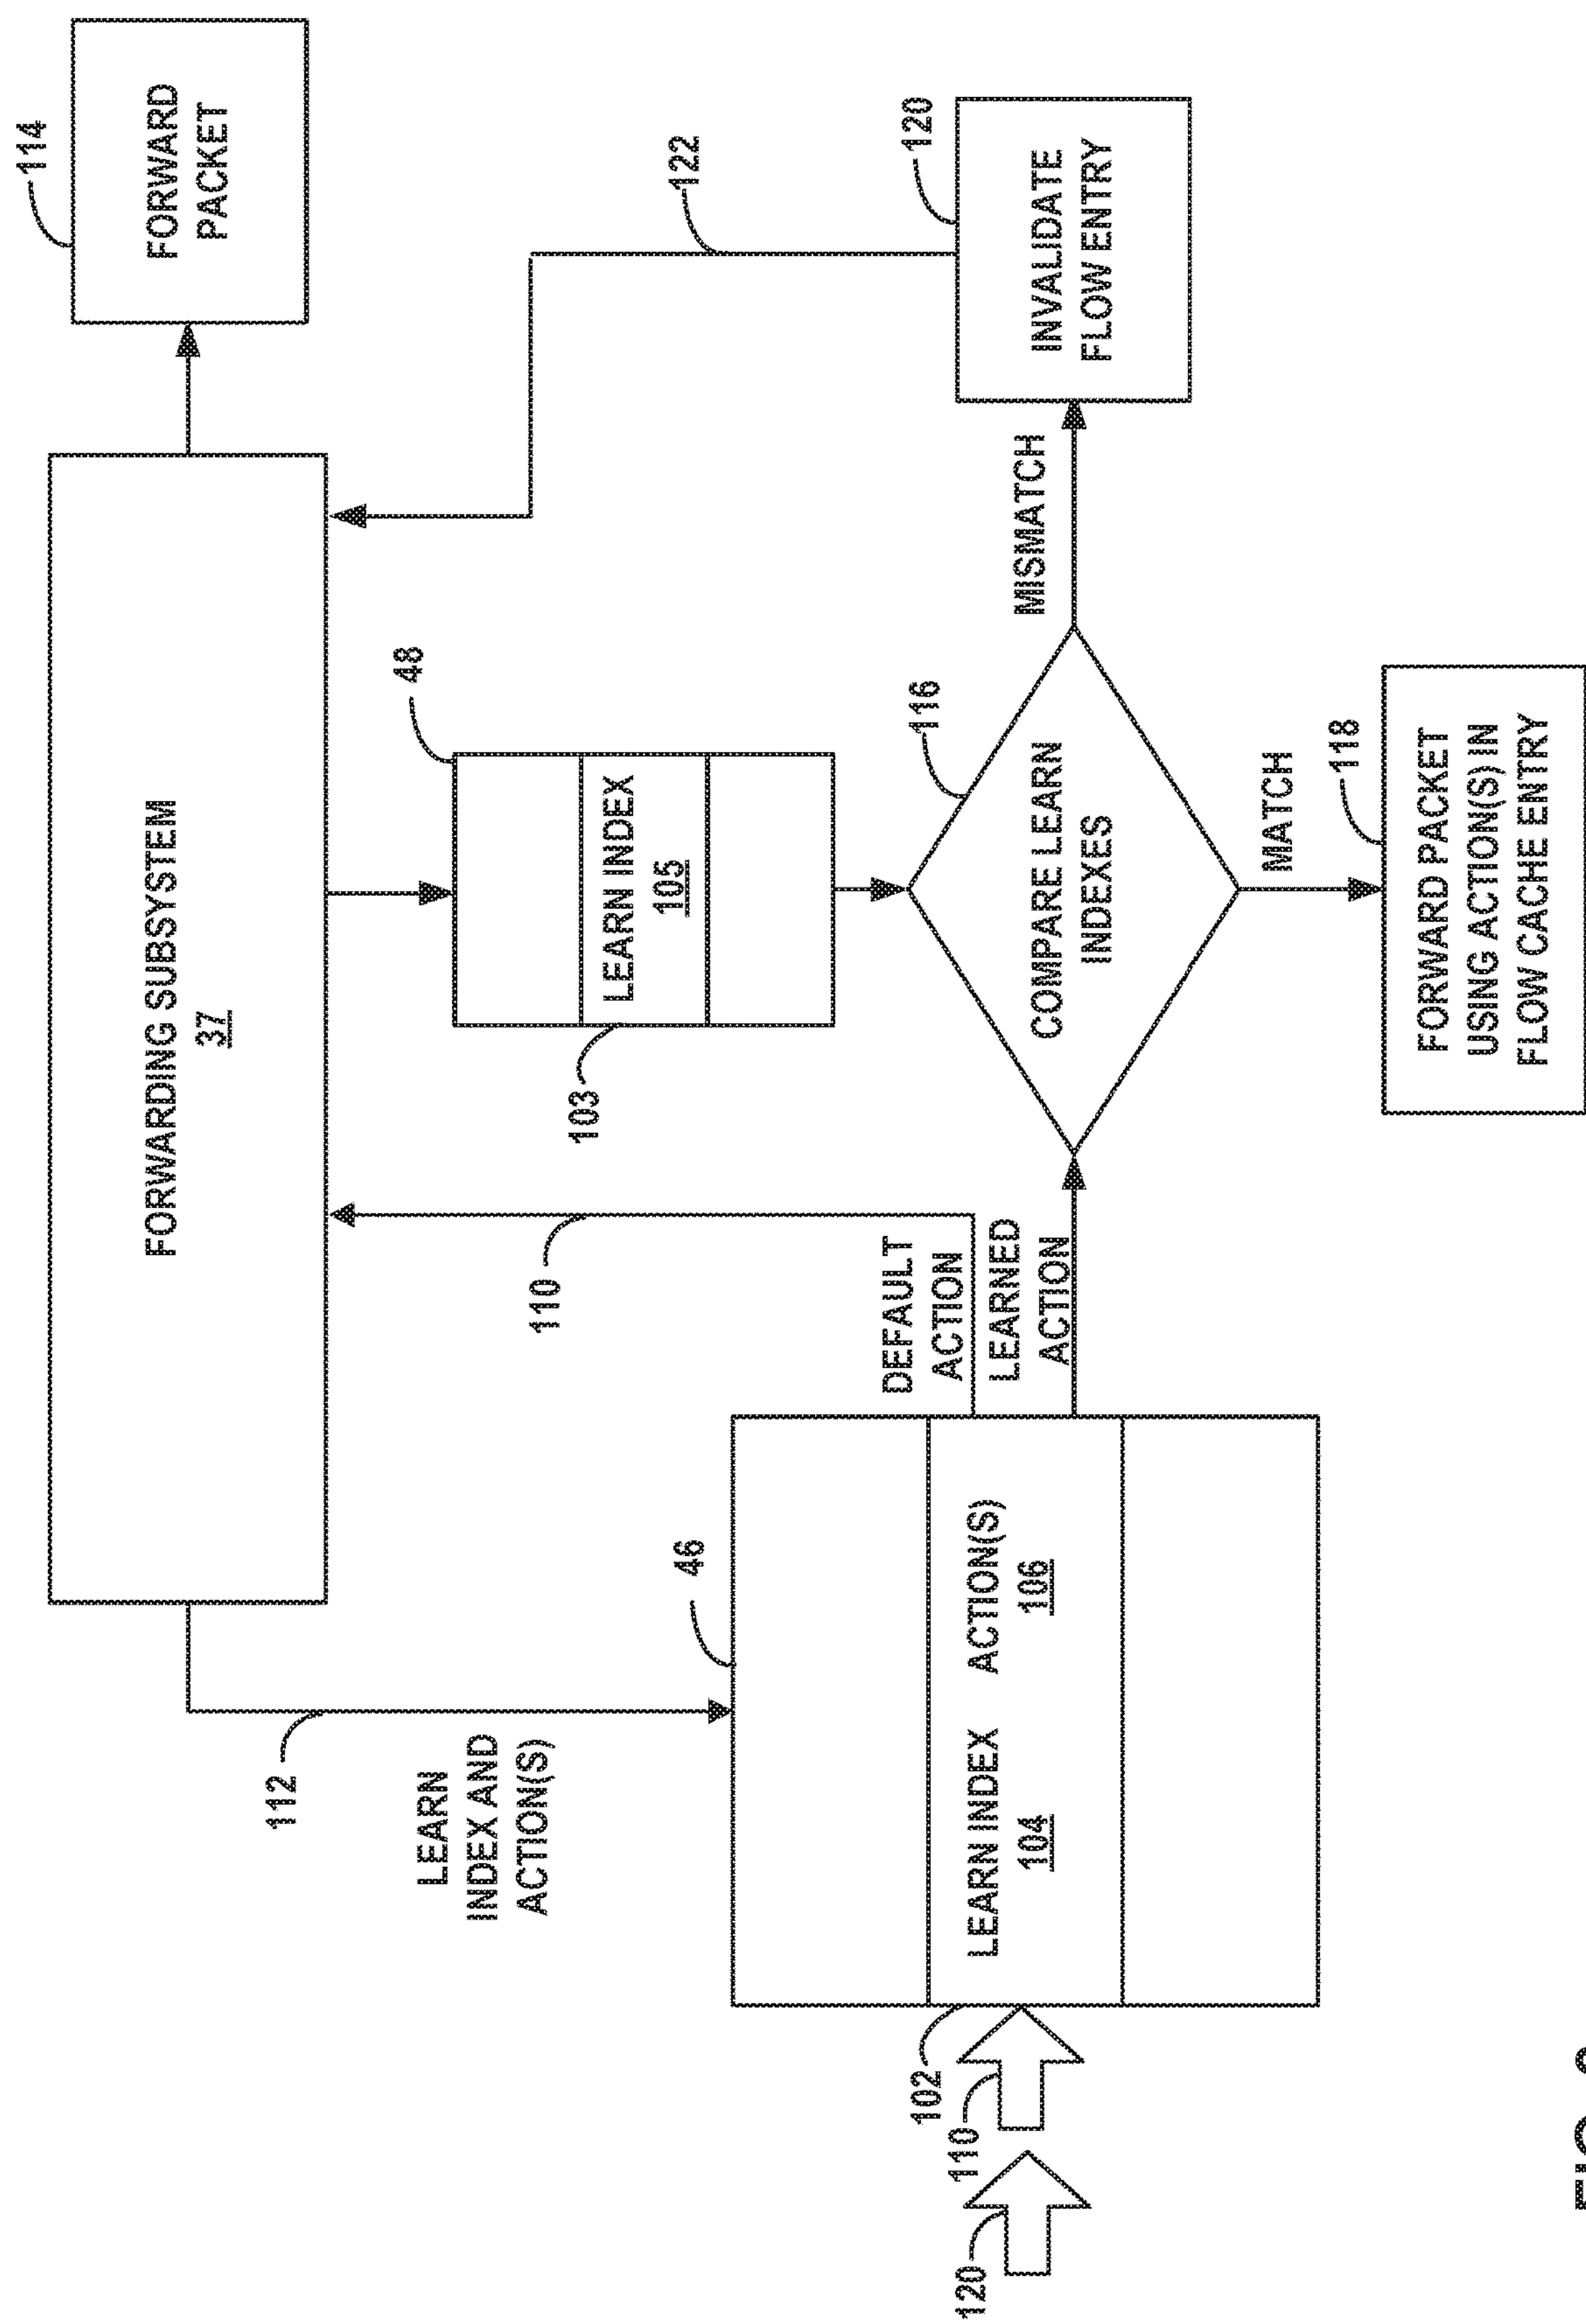 114
FORWARD
PACKET
FORWARDING SUBSYSTEM
37
112
LEARN
INDEX AND
ACTION(S)
110
48
103
LEARN INDEX
105
122
120
INVALIDATE
FLOW ENTRY
46
DEFAULT
ACTION
LEARNED
ACTION
116
COMPARE LEARN
INDEXES
MISMATCH
MATCH
118
FORWARD PACKET
USING ACTION(S) IN
FLOW CACHE ENTRY
102
LEARN INDEX
104
ACTION(S)
106
110
120